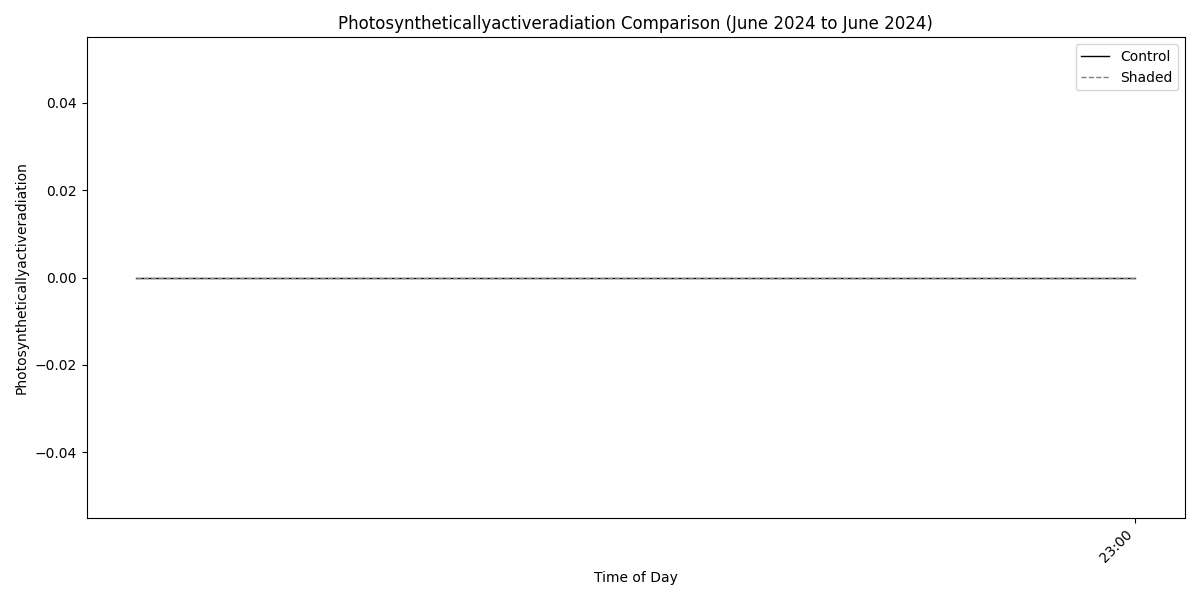 Photosyntheticallyactiveradiation Comparison (June 2024 to June 2024)
Control
Shaded
Photosyntheticallyactiveradiation
0.04
0.02
0.00
−0.02
−0.04
23:00
Time of Day